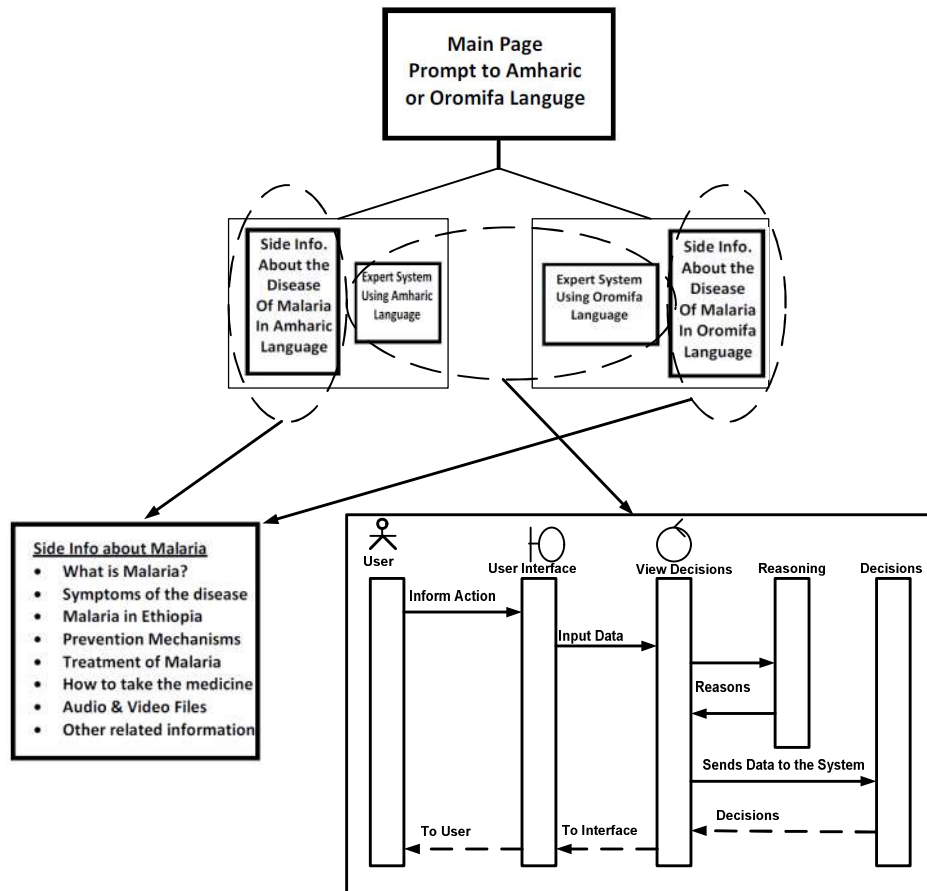 Main Page
Prompt to Amharic
or Oromifa Languge
Side Info.
About the
Disease
Of Malaria
In Amharic
Language
Expert System
Using Amharic
Language
Expert System
Using Oromifa
Language
Side Info.
About the
Disease
Of Malaria
In Oromifa
Language
Side Info about Malaria
• What is Malaria?
• Symptoms of the disease
• Malaria in Ethiopia
• Prevention Mechanisms
• Treatment of Malaria
• How to take the medicine
• Audio & Video Files
• Other related information
User
User Interface
View Decisions
Reasoning
Decisions
Inform Action
Input Data
Reasons
Sends Data to the System
Decisions
To User
To Interface